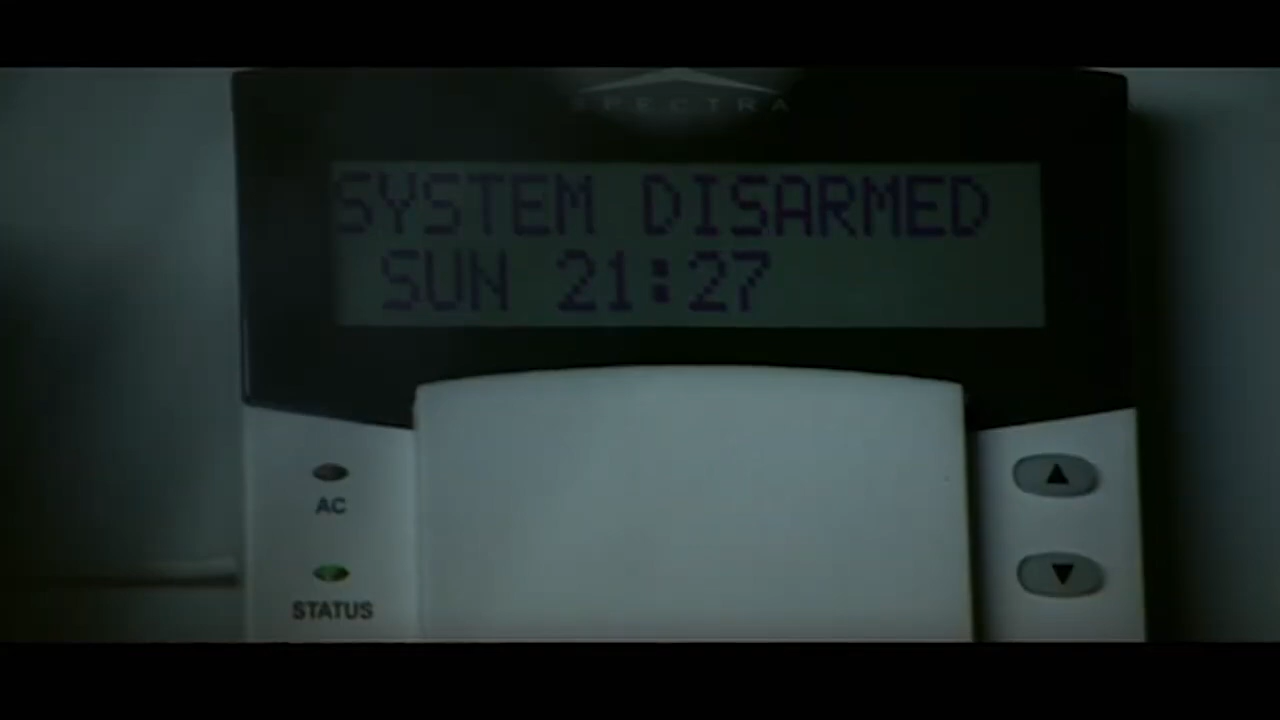 SPECTRA
SYSTEM DISARMED
SUN 21:27
AC
STATUS